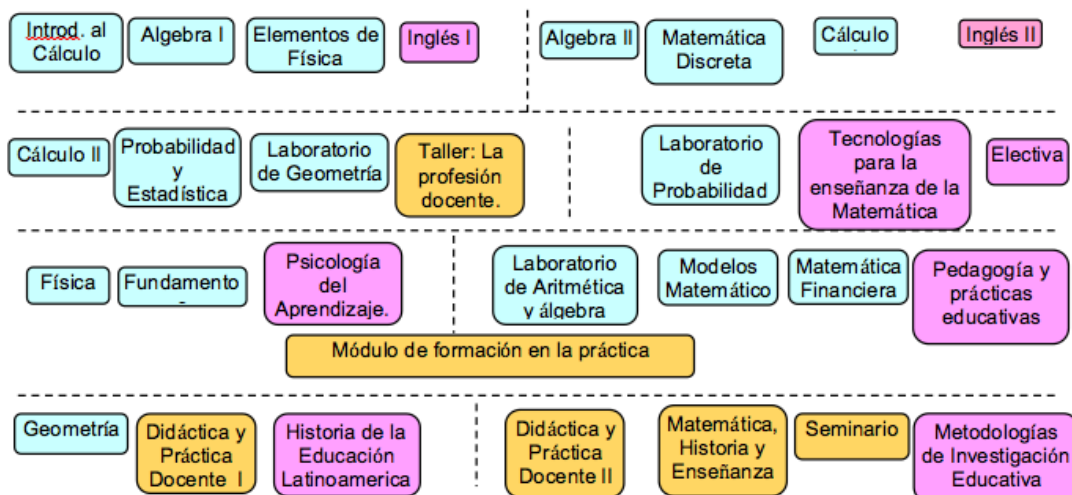 Introd. al
Cálculo
Algebra I
Elementos de
Física
Inglés I
Algebra II
Matemática
Discreta
Cálculo
Inglés II
Cálculo II
Probabilidad
y
Estadística
Laboratorio
de Geometría
Taller: La
profesión
docente.
Laboratorio
de
Probabilidad
Tecnologías
para la
enseñanza de la
Matemática
Electiva
Física
Fundamento
Psicología
del
Aprendizaje.
Laboratorio
de Aritmética
y álgebra
Modelos
Matemático
Matemática
Financiera
Pedagogía y
prácticas
educativas
Módulo de formación en la práctica
Geometría
Didáctica y
Práctica
Docente I
Historia de la
Educación
Latinoamerica
Didáctica y
Práctica
Docente II
Matemática,
Historia y
Enseñanza
Seminario
Metodologías
de Investigación
Educativa